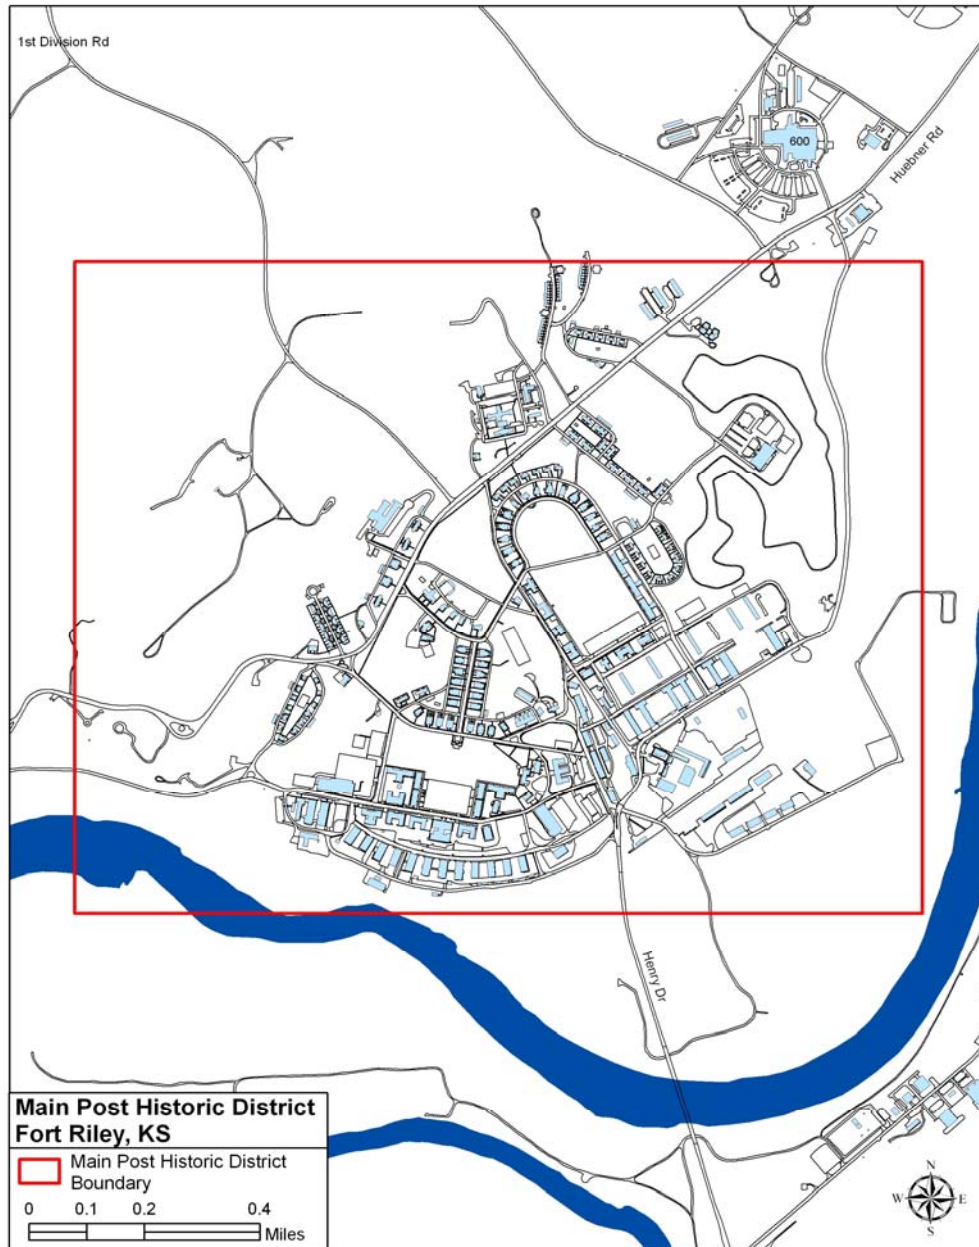 1st Division Rd
600
Huebner Rd
Henry Dr
Main Post Historic District
Fort Riley, KS
Main Post Historic District
Boundary
0 0.1 0.2 0.4
Miles
N
W E
S